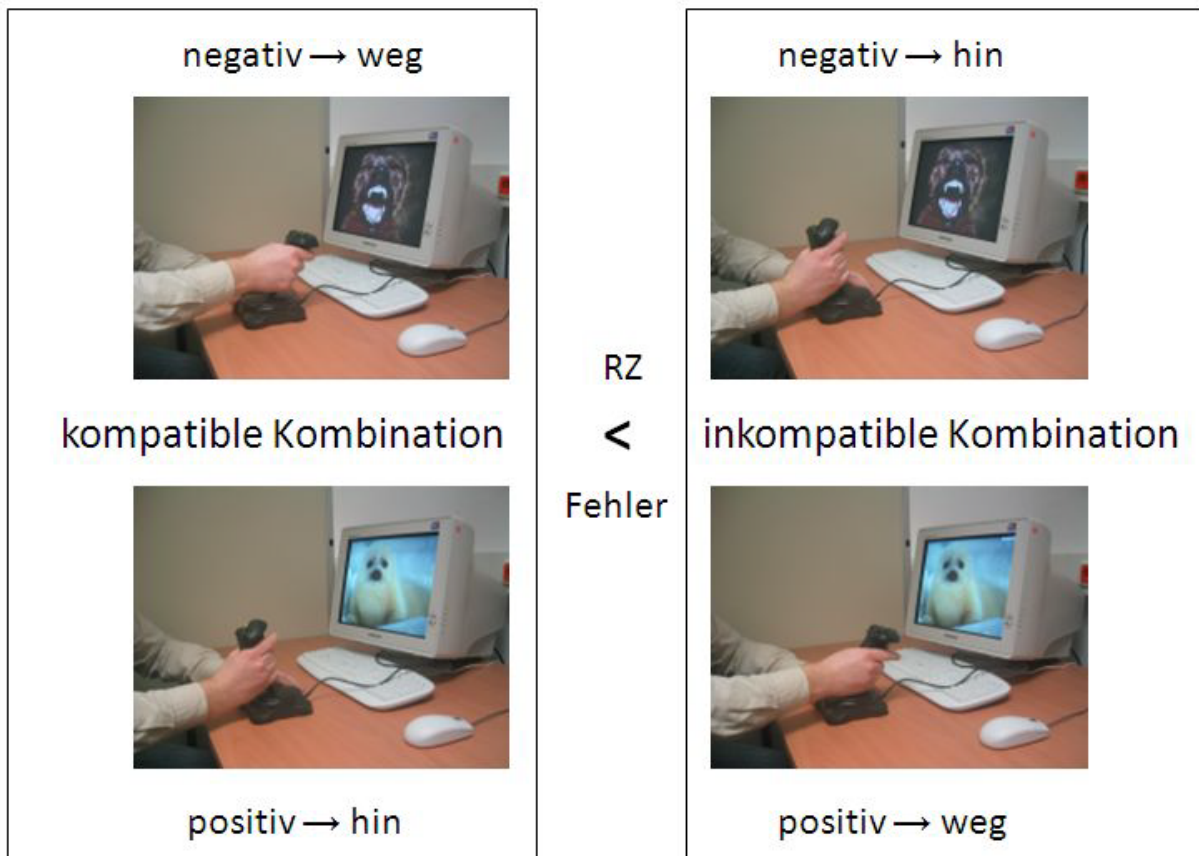 negativ → weg
kompatible Kombination
positiv → hin
RZ
<
Fehler
negativ → hin
inkompatible Kombination
positiv → weg